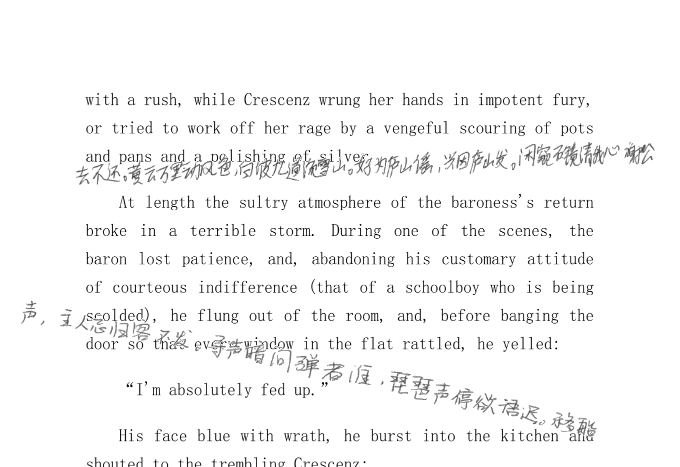 with a rush, while Crescenz wrung her hands in impotent fury,
or tried to work off her rage by a vengeful scouring of pots
and pans and a polishing of silver.
去不还。黄云万里动风色，白波九道流雪山。好为庐山谣，兴因庐山发。闲窥石镜清我心，谢公
At length the sultry atmosphere of the baroness's return
broke in a terrible storm. During one of the scenes, the
baron lost patience, and, abandoning his customary attitude
of courteous indifference (that of a schoolboy who is being
scolded), he flung out of the room, and, before banging the
声，主人忘归客不发。寻声暗问弹者谁，琵琶声停欲语迟。移船
door so that every window in the flat rattled, he yelled:
“I'm absolutely fed up.”
His face blue with wrath, he burst into the kitchen and
shouted to the trembling Crescenz: